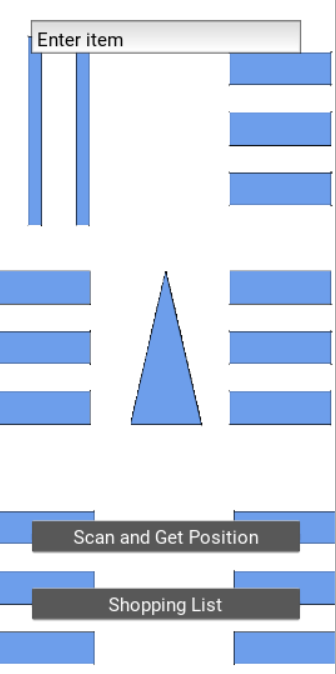 Enter item
Scan and Get Position
Shopping List